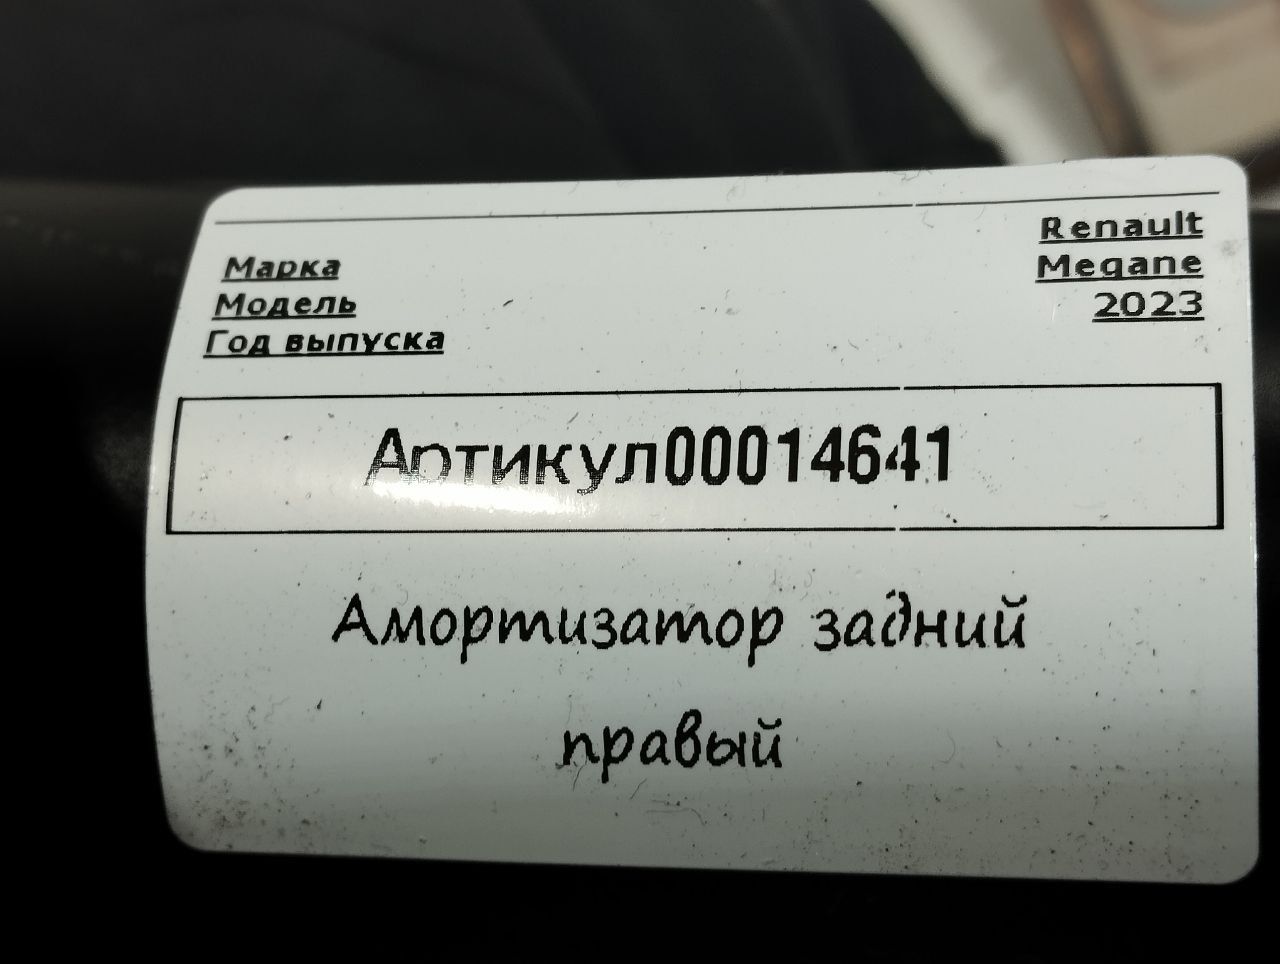 Марка Renault
Модель Megane
Год выпуска 2023
Артикул00014641
Амортизатор задний
правый